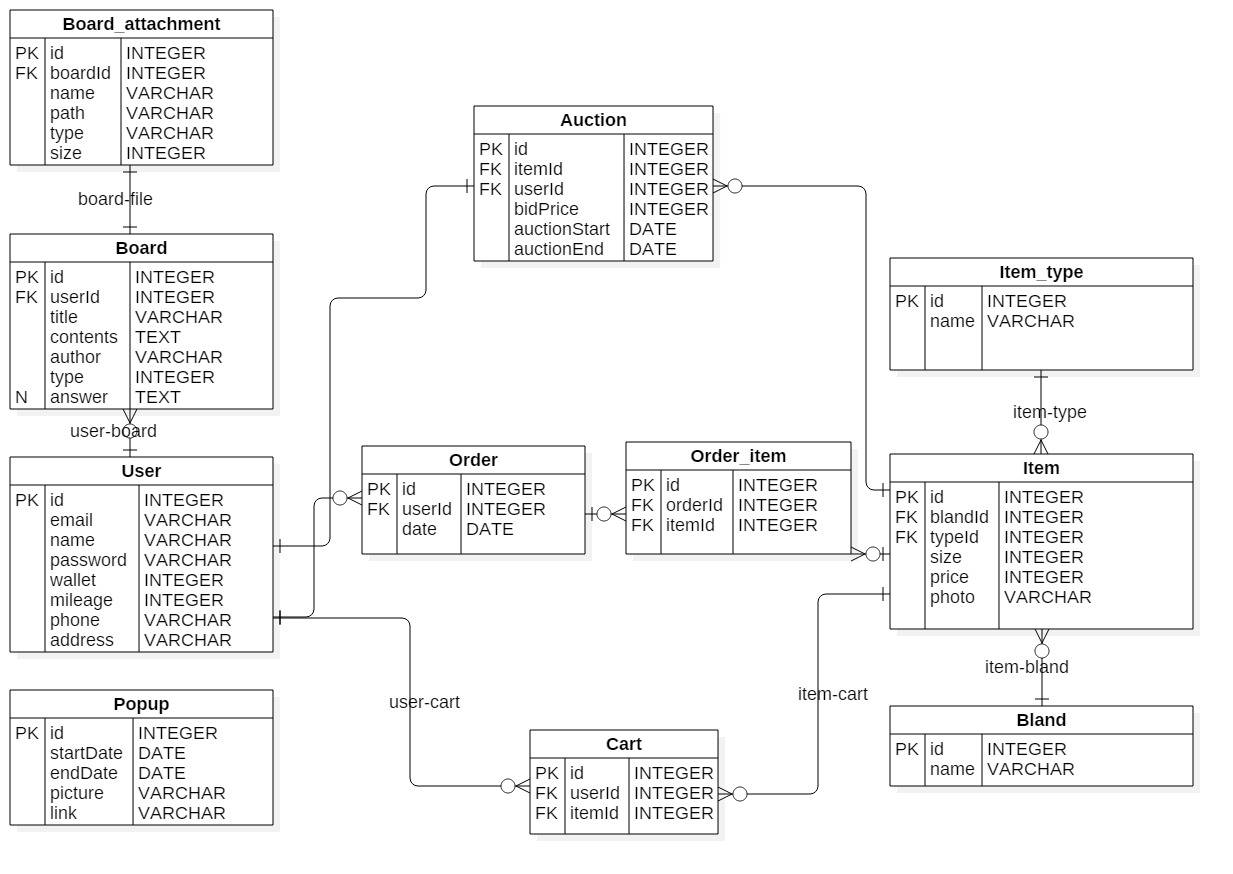 Board_attachment
PK id INTEGER
FK boardId INTEGER
name VARCHAR
path VARCHAR
type VARCHAR
size INTEGER
board-file
Board
PK id INTEGER
FK userId INTEGER
title VARCHAR
contents TEXT
author VARCHAR
type INTEGER
N answer TEXT
user-board
User
PK id INTEGER
email VARCHAR
name VARCHAR
password VARCHAR
wallet INTEGER
mileage INTEGER
phone VARCHAR
address VARCHAR
Popup
PK id INTEGER
startDate DATE
endDate DATE
picture VARCHAR
link VARCHAR
Auction
PK id INTEGER
FK itemId INTEGER
FK userId INTEGER
bidPrice INTEGER
auctionStart DATE
auctionEnd DATE
Order
PK id INTEGER
FK userId INTEGER
date DATE
Order_item
PK id INTEGER
FK orderId INTEGER
FK itemId INTEGER
user-cart
item-cart
Cart
PK id INTEGER
FK userId INTEGER
FK itemId INTEGER
Item_type
PK id INTEGER
name VARCHAR
item-type
Item
PK id INTEGER
FK blandId INTEGER
FK typeId INTEGER
size INTEGER
price INTEGER
photo VARCHAR
item-bland
Bland
PK id INTEGER
name VARCHAR